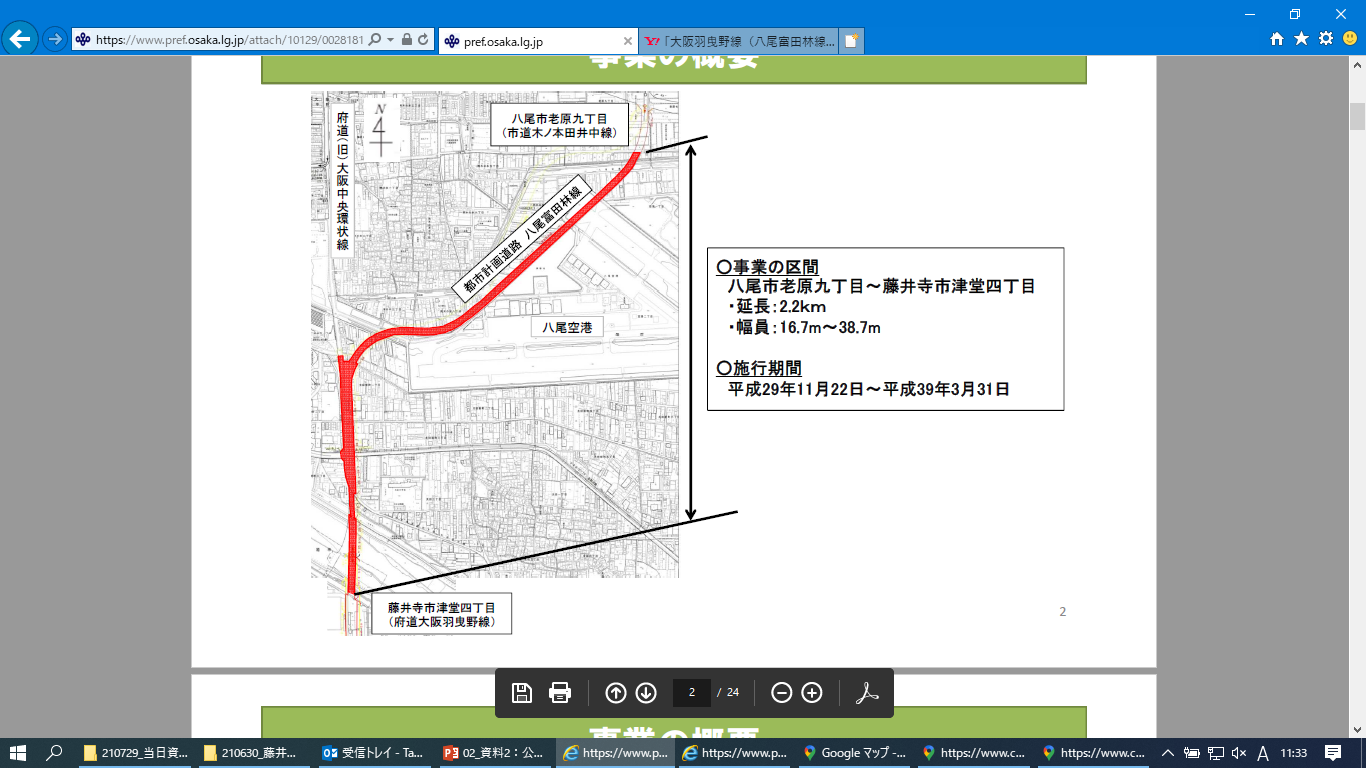 https://www.pref.osaka.lg.jp/attach/10129/0028181
pref.osaka.lg.jp
「大阪羽曳野線（八尾富田林線...
事業の概要
N
府道(旧)大阪中央環状線
八尾市老原九丁目
（市道木ノ本田井中線）
都市計画道路 八尾富田林線
八尾空港
〇事業の区間
八尾市老原九丁目～藤井寺市津堂四丁目
・延長：2.2km
・幅員：16.7m～38.7m
〇施行期間
平成29年11月22日～平成39年3月31日
藤井寺市津堂四丁目
（府道大阪羽曳野線）
2
2 / 24
事業の概要
210729_当日資...
210630_藤井...
受信トレイ - Ta...
02_資料2：公...
https://www.p...
https://www.p...
Google マップ -...
https://www.c...
https://www.c...
A
11:33